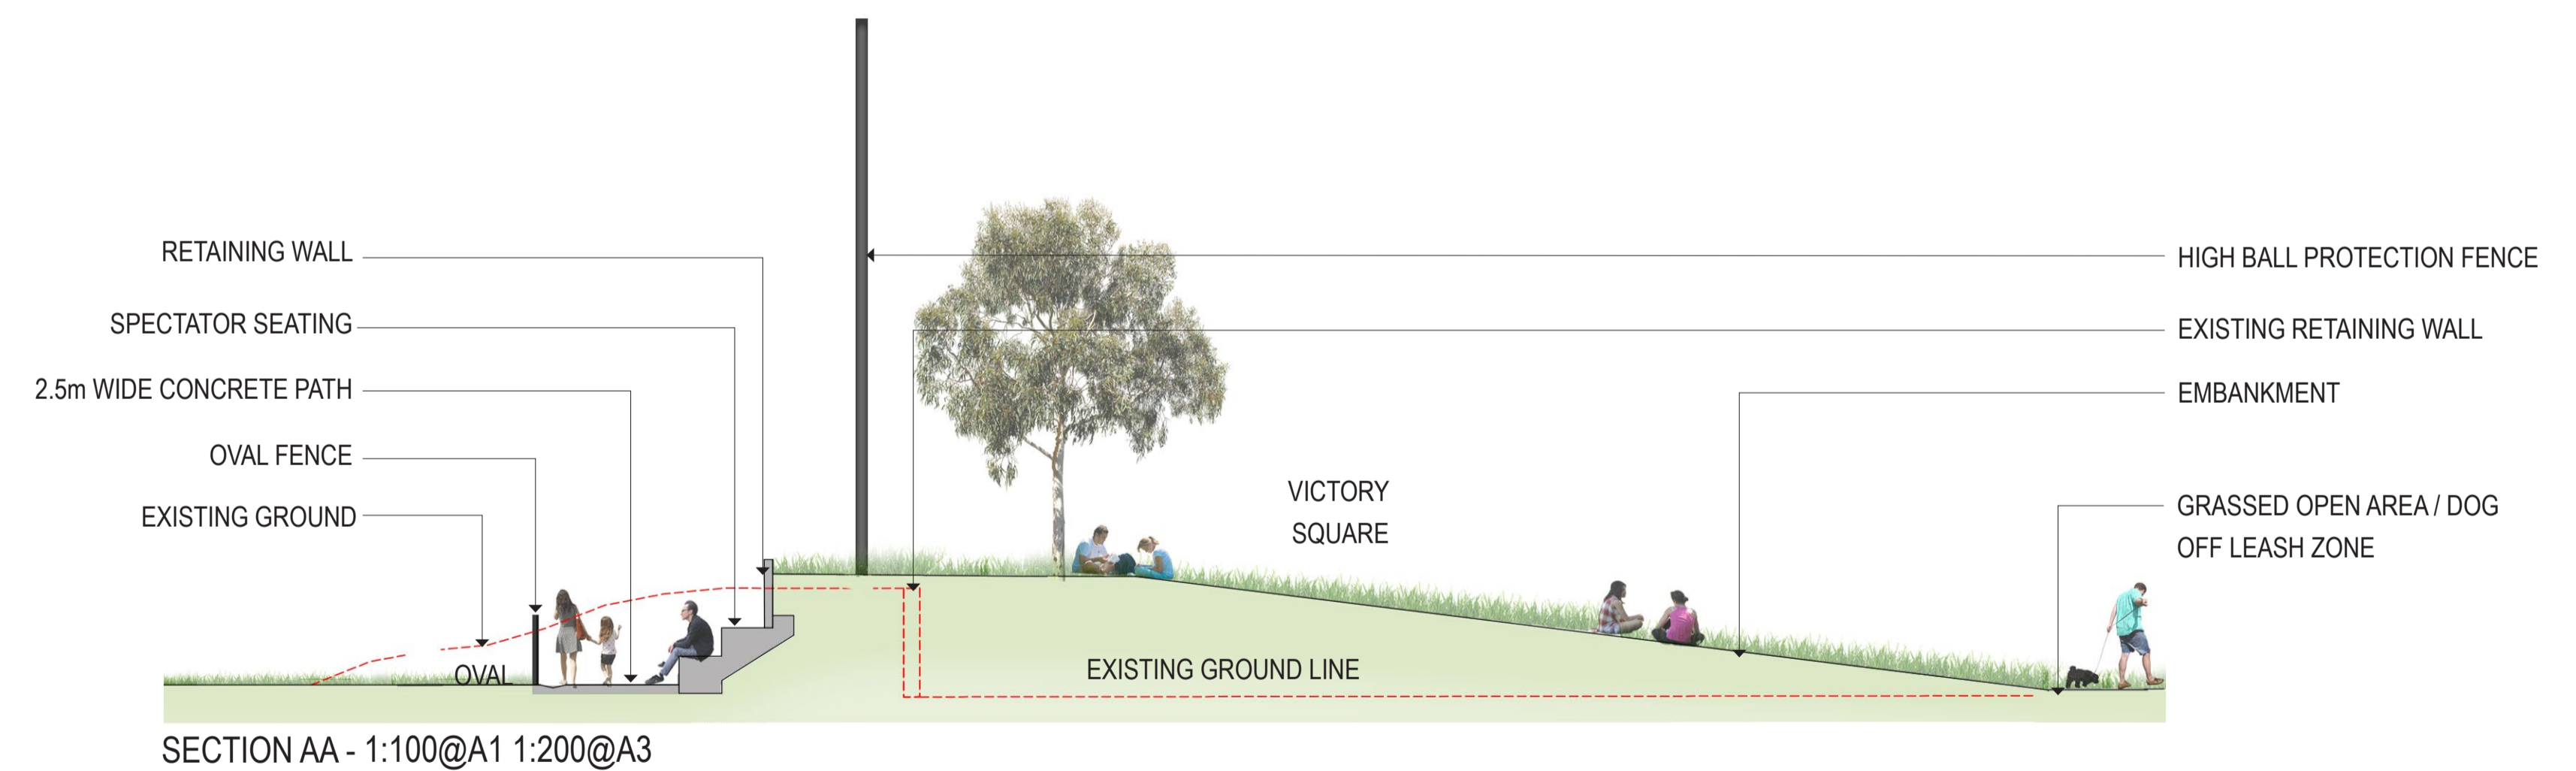 RETAINING WALL
SPECTATOR SEATING
2.5m WIDE CONCRETE PATH
OVAL FENCE
EXISTING GROUND
OVAL
VICTORY
SQUARE
EXISTING GROUND LINE
HIGH BALL PROTECTION FENCE
EXISTING RETAINING WALL
EMBANKMENT
GRASSED OPEN AREA / DOG
OFF LEASH ZONE
SECTION AA - 1:100@A1 1:200@A3